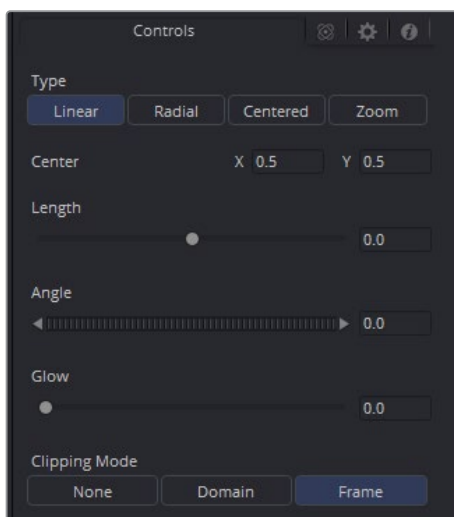 Controls
Type
Linear Radial Centered Zoom
Center X 0.5 Y 0.5
Length
0.0
Angle
0.0
Glow
0.0
Clipping Mode
None Domain Frame